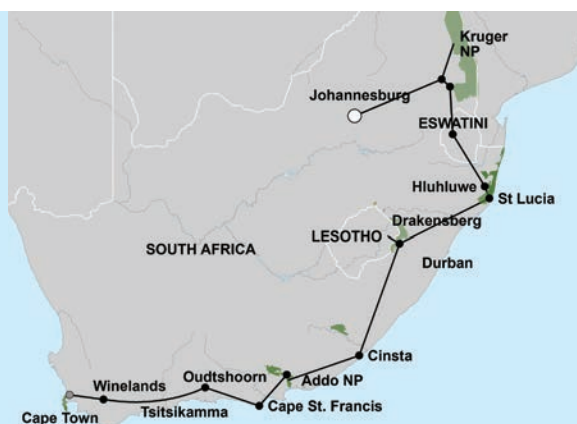 Kruger
NP
Johannesburg
ESWATINI
Hluhluwe
St Lucia
Drakensberg
LESOTHO
SOUTH AFRICA
Durban
Cinsta
Oudtshoorn
Addo NP
Winelands
Cape St. Francis
Tsitsikamma
Cape Town